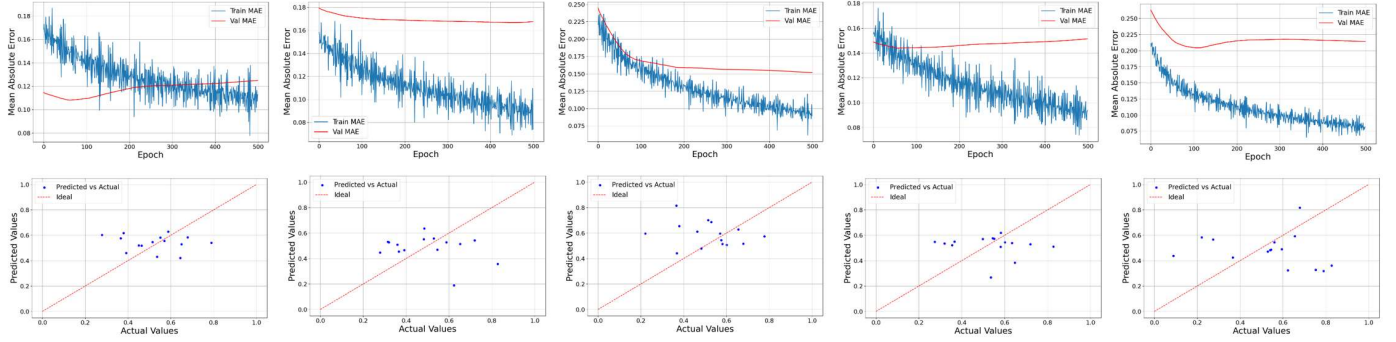 Mean Absolute Error
0.18
0.16
0.14
0.12
0.10
0.08
Train MAE
Val MAE
0 100 200 300 400 500
Epoch
Mean Absolute Error
0.18
0.16
0.14
0.12
0.10
0.08
Train MAE
Val MAE
0 100 200 300 400 500
Epoch
Mean Absolute Error
0.250
0.225
0.200
0.175
0.150
0.125
0.100
0.075
Train MAE
Val MAE
0 100 200 300 400 500
Epoch
Mean Absolute Error
0.18
0.16
0.14
0.12
0.10
0.08
Train MAE
Val MAE
0 100 200 300 400 500
Epoch
Mean Absolute Error
0.250
0.225
0.200
0.175
0.150
0.125
0.100
0.075
Train MAE
Val MAE
0 100 200 300 400 500
Epoch
Predicted Values
1.0
0.8
0.6
0.4
0.2
0.0
Predicted vs Actual
Ideal
0.0 0.2 0.4 0.6 0.8 1.0
Actual Values
Predicted Values
1.0
0.8
0.6
0.4
0.2
0.0
Predicted vs Actual
Ideal
0.0 0.2 0.4 0.6 0.8 1.0
Actual Values
Predicted Values
1.0
0.8
0.6
0.4
0.2
0.0
Predicted vs Actual
Ideal
0.0 0.2 0.4 0.6 0.8 1.0
Actual Values
Predicted Values
1.0
0.8
0.6
0.4
0.2
0.0
Predicted vs Actual
Ideal
0.0 0.2 0.4 0.6 0.8 1.0
Actual Values
Predicted Values
1.0
0.8
0.6
0.4
0.2
0.0
Predicted vs Actual
Ideal
0.0 0.2 0.4 0.6 0.8 1.0
Actual Values